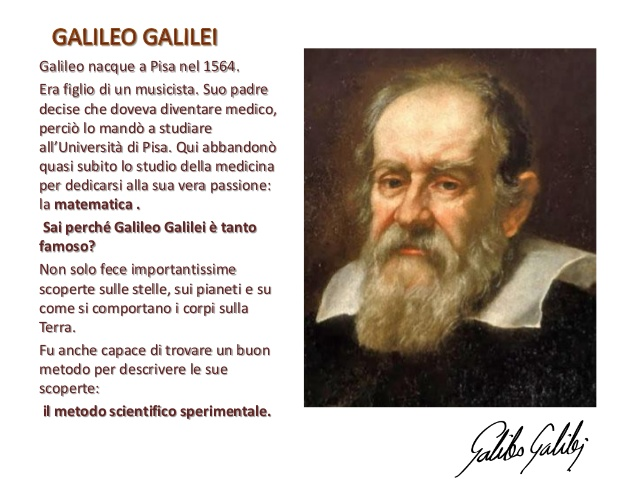 GALILEO GALILEI
Galileo nacque a Pisa nel 1564.
Era figlio di un musicista. Suo padre
decise che doveva diventare medico,
perciò lo mandò a studiare
all’Università di Pisa. Qui abbandonò
quasi subito lo studio della medicina
per dedicarsi alla sua vera passione:
la matematica .
Sai perché Galileo Galilei è tanto
famoso?
Non solo fece importantissime
scoperte sulle stelle, sui pianeti e su
come si comportano i corpi sulla
Terra.
Fu anche capace di trovare un buon
metodo per descrivere le sue
scoperte:
il metodo scientifico sperimentale.
Galileo Galilei